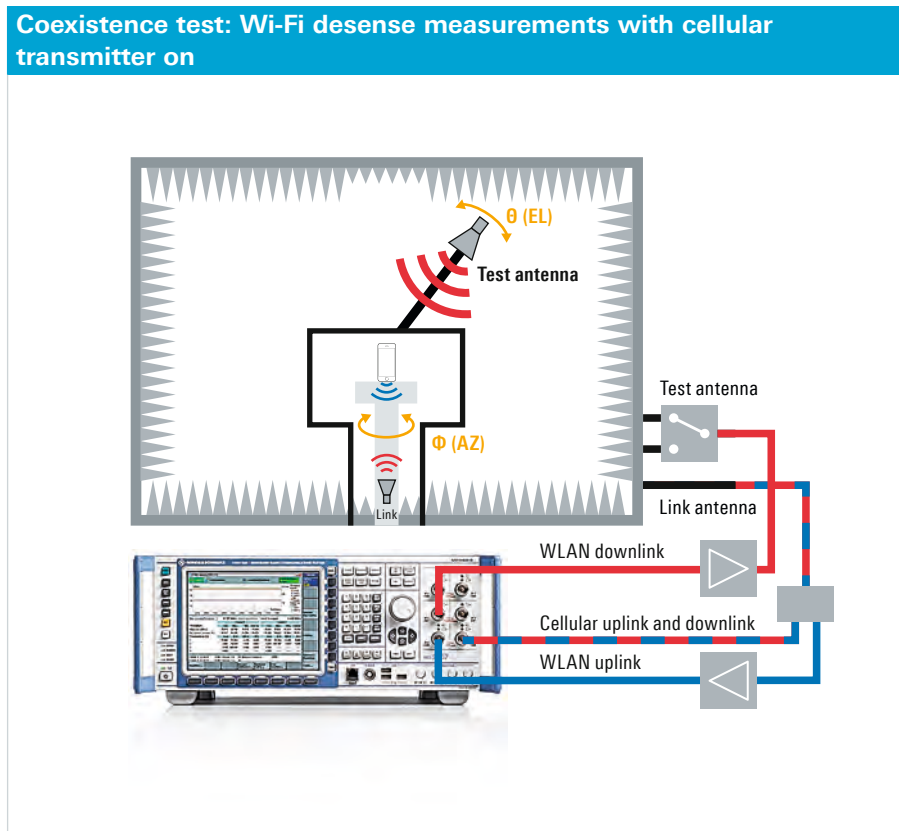 Coexistence test: Wi-Fi desense measurements with cellular
transmitter on
θ (EL)
Test antenna
Φ (AZ)
Link
Test antenna
Link antenna
WLAN downlink
Cellular uplink and downlink
WLAN uplink